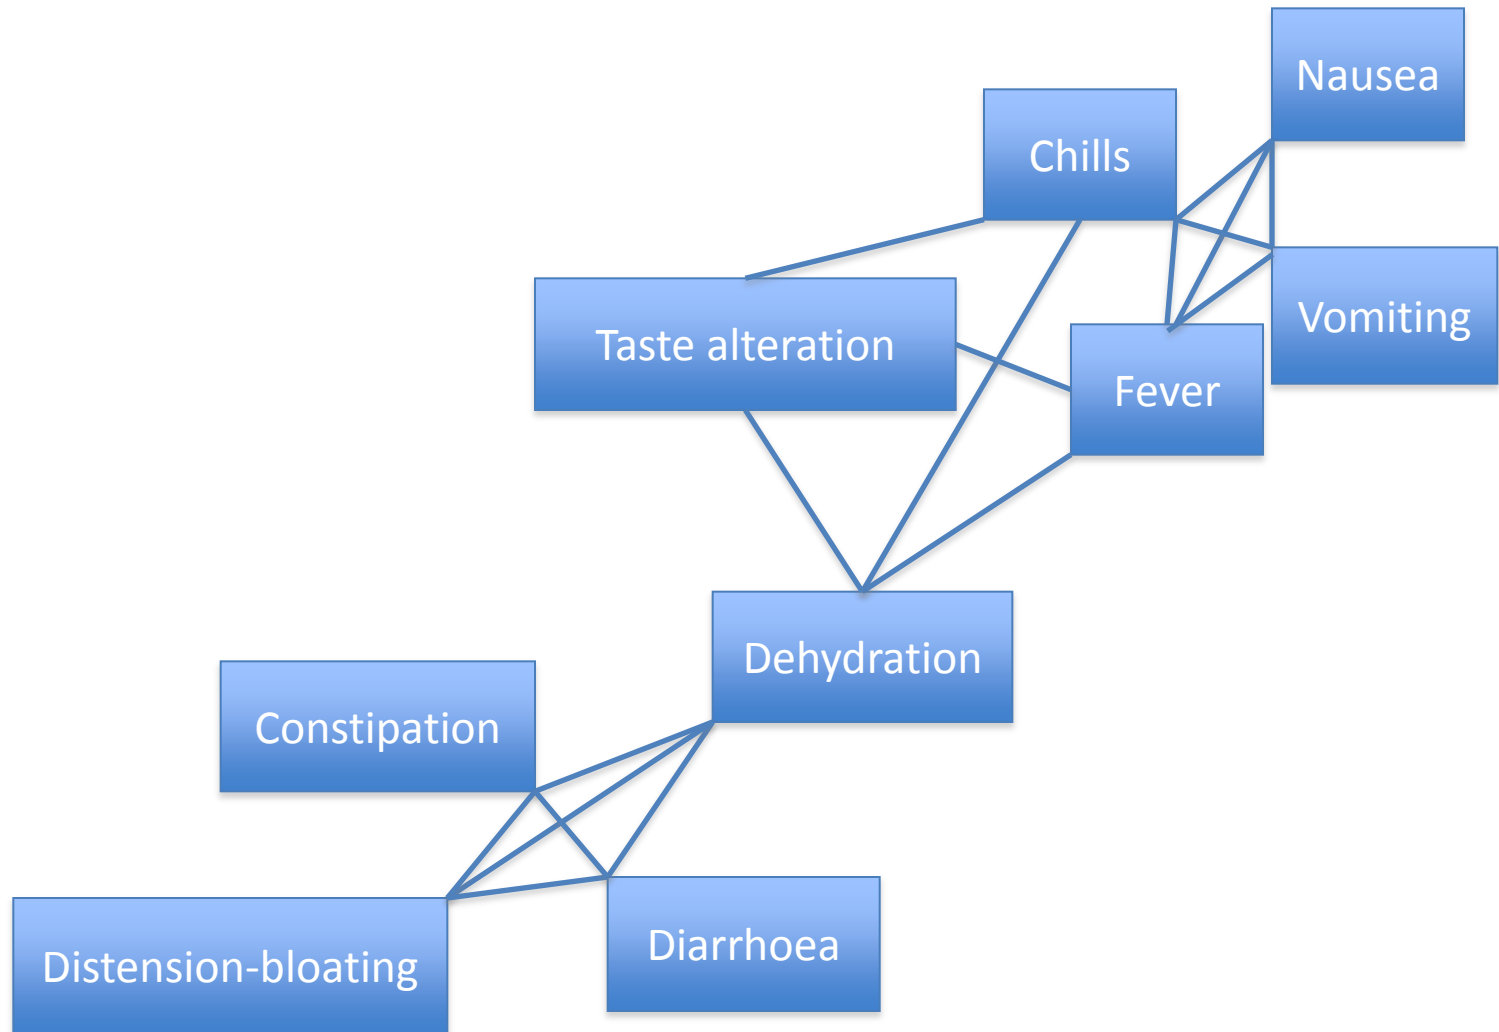 Nausea
Chills
Vomiting
Taste alteration
Fever
Dehydration
Constipation
Diarrhoea
Distension-bloating